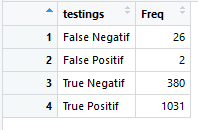 testings Freq
1 False Negatif 26
2 False Positif 2
3 True Negatif 380
4 True Positif 1031